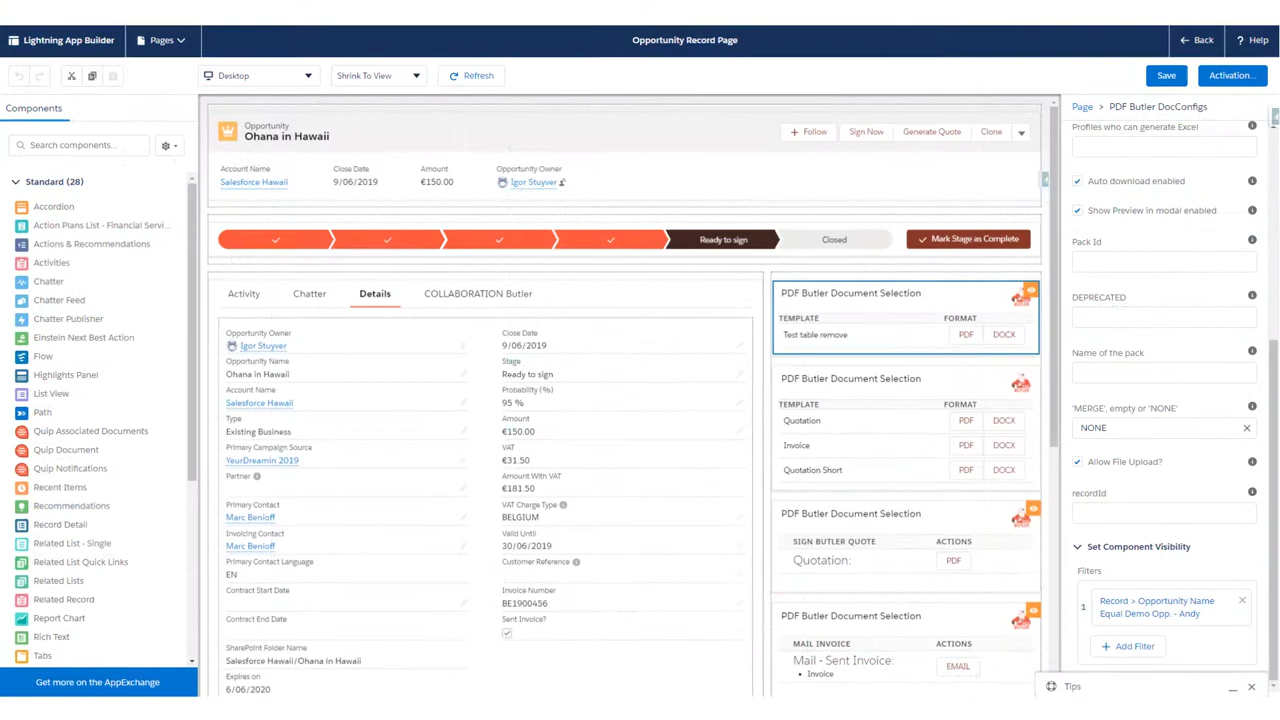 Lightning App Builder
Pages
Opportunity Record Page
Back
? Help
Desktop
Shrink To View
Refresh
Save
Activation...
Components
Search components...
Standard (28)
Accordion
Action Plans List - Financial Servi...
Actions & Recommendations
Activities
Chatter
Chatter Feed
Chatter Publisher
Einstein Next Best Action
Flow
Highlights Panel
List View
Path
Quip Associated Documents
Quip Document
Quip Notifications
Recent Items
Recommendations
Record Detail
Related List - Single
Related List Quick Links
Related Lists
Related Record
Report Chart
Rich Text
Tabs
Get more on the AppExchange
Opportunity
Ohana in Hawaii
+ Follow
Sign Now
Generate Quote
Clone
Account Name
Close Date
Amount
Opportunity Owner
Salesforce Hawaii
9/06/2019
€150.00
Igor Stuyver
Ready to sign
Closed
Mark Stage as Complete
Activity
Chatter
Details
COLLABORATION Butler
Opportunity Owner
Igor Stuyver
Opportunity Name
Ohana in Hawaii
Account Name
Salesforce Hawaii
Type
Existing Business
Primary Campaign Source
YeurDreamin 2019
Partner
Primary Contact
Marc Benioff
Invoicing Contact
Marc Benioff
Primary Contact Language
EN
Contract Start Date
Contract End Date
SharePoint Folder Name
Salesforce Hawaii/Ohana in Hawaii
Expires on
6/06/2020
Close Date
9/06/2019
Stage
Ready to sign
Probability (%)
95 %
Amount
€150.00
VAT
€31.50
Amount With VAT
€181.50
VAT Charge Type
BELGIUM
Valid Until
30/06/2019
Customer Reference
Invoice Number
BE1900456
Sent Invoice?
PDF Butler Document Selection
TEMPLATE FORMAT
Test table remove PDF DOCX
PDF Butler Document Selection
TEMPLATE FORMAT
Quotation PDF DOCX
Invoice PDF DOCX
Quotation Short PDF DOCX
PDF Butler Document Selection
SIGN BUTLER QUOTE ACTIONS
Quotation: PDF
PDF Butler Document Selection
MAIL INVOICE ACTIONS
Mail - Sent Invoice: EMAIL
• Invoice
Page > PDF Butler DocConfigs
Profiles who can generate Excel
Auto download enabled
Show Preview in modal enabled
Pack Id
DEPRECATED
Name of the pack
'MERGE', empty or 'NONE'
NONE
Allow File Upload?
recordId
Set Component Visibility
Filters
1
Record > Opportunity Name
Equal Demo Opp. - Andy
+ Add Filter
Tips